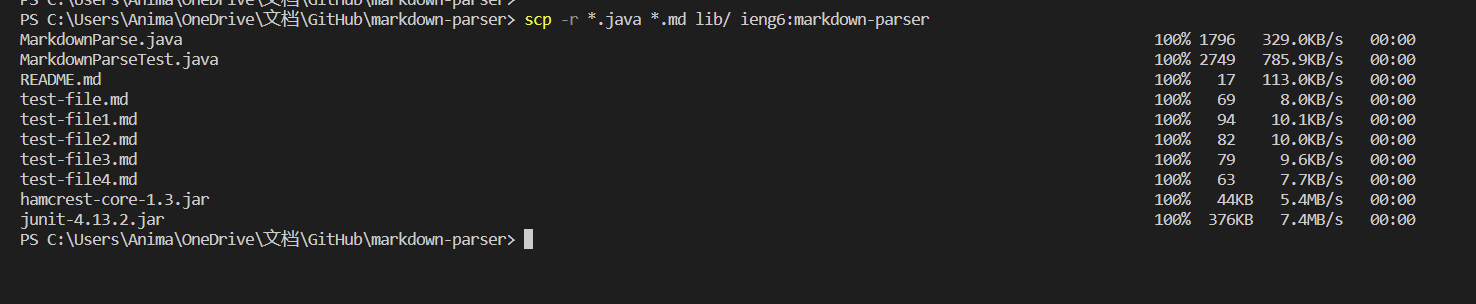 PS C:\Users\Anima\OneDrive\文档\GitHub\markdown-parser>
PS C:\Users\Anima\OneDrive\文档\GitHub\markdown-parser> scp -r *.java *.md lib/ ieng6:markdown-parser
MarkdownParse.java 100% 1796 329.0KB/s 00:00
MarkdownParseTest.java 100% 2749 785.9KB/s 00:00
README.md 100% 17 113.0KB/s 00:00
test-file.md 100% 69 8.0KB/s 00:00
test-file1.md 100% 94 10.1KB/s 00:00
test-file2.md 100% 82 10.0KB/s 00:00
test-file3.md 100% 79 9.6KB/s 00:00
test-file4.md 100% 63 7.7KB/s 00:00
hamcrest-core-1.3.jar 100% 44KB 5.4MB/s 00:00
junit-4.13.2.jar 100% 376KB 7.4MB/s 00:00
PS C:\Users\Anima\OneDrive\文档\GitHub\markdown-parser>